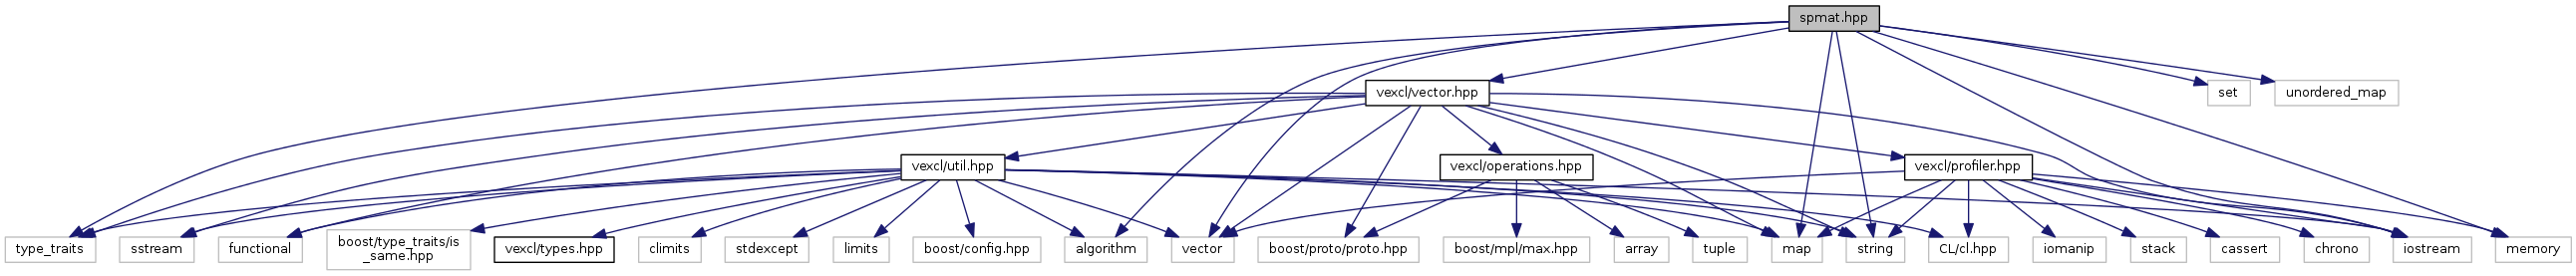 spmat.hpp
vexcl/vector.hpp
set
unordered_map
vexcl/util.hpp
vexcl/operations.hpp
vexcl/profiler.hpp
type_traits
sstream
functional
boost/type_traits/is
_same.hpp
vexcl/types.hpp
climits
stdexcept
limits
boost/config.hpp
algorithm
vector
boost/proto/proto.hpp
boost/mpl/max.hpp
array
tuple
map
string
CL/cl.hpp
iomanip
stack
cassert
chrono
iostream
memory